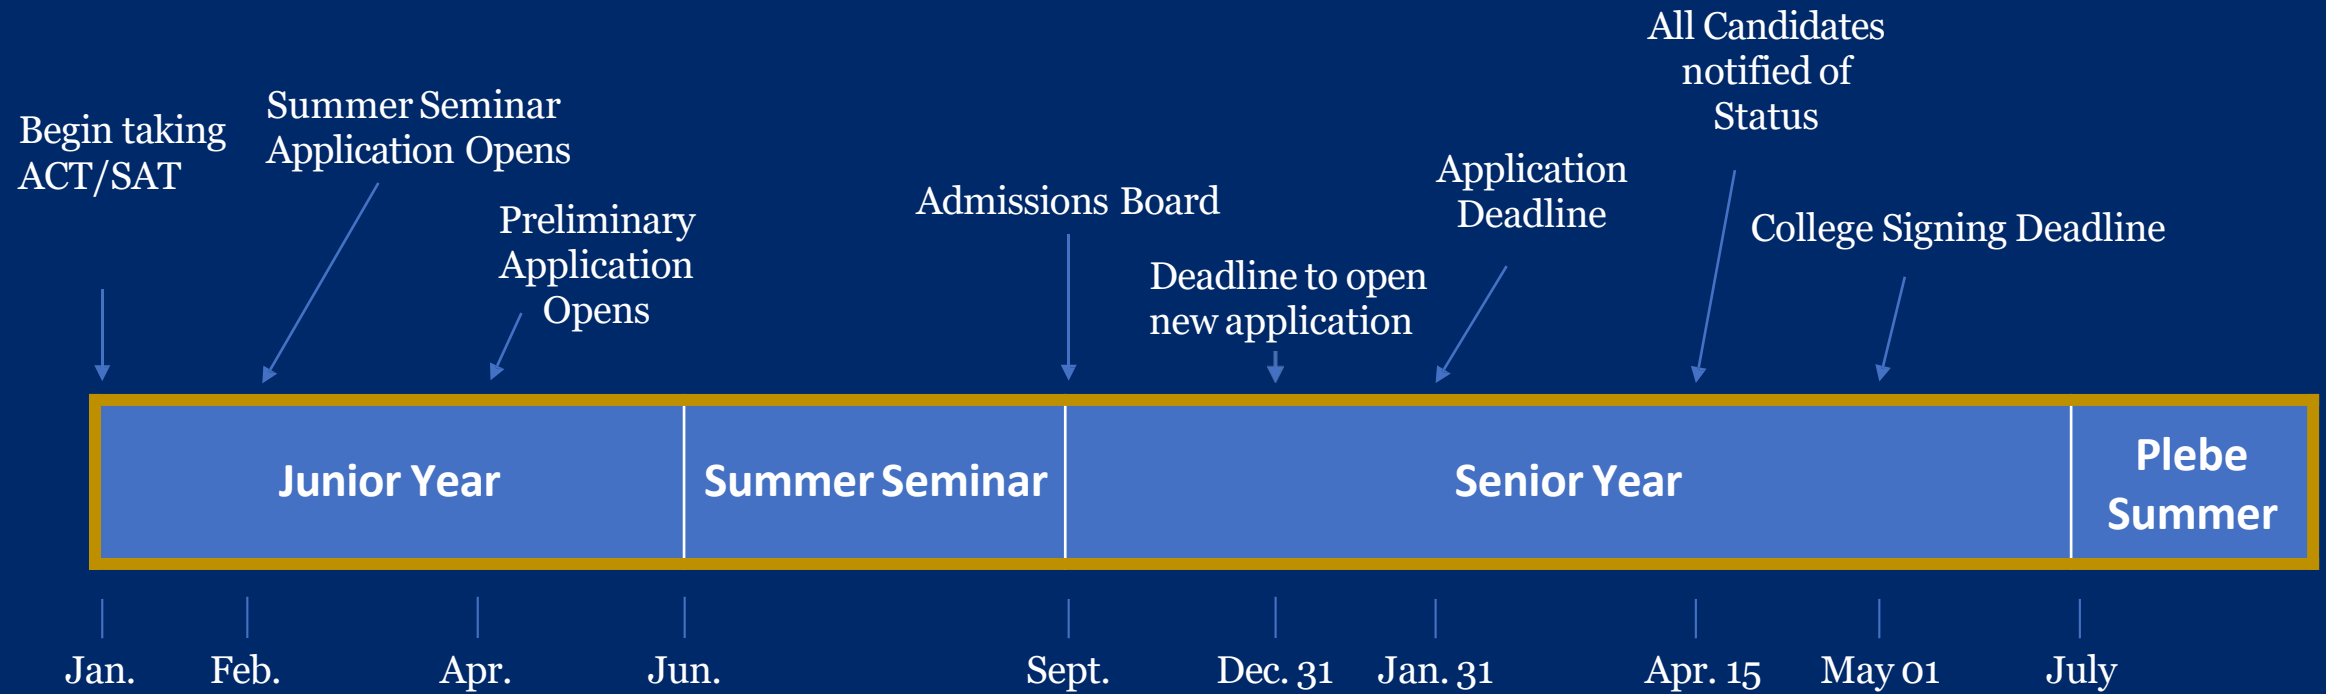 Begin taking
ACT/SAT
Summer Seminar
Application Opens
Preliminary
Application
Opens
Admissions Board
Deadline to open
new application
Application
Deadline
All Candidates
notified of
Status
College Signing Deadline
Junior Year
Summer Seminar
Senior Year
Plebe
Summer
Jan.
Feb.
Apr.
Jun.
Sept.
Dec. 31
Jan. 31
Apr. 15
May 01
July